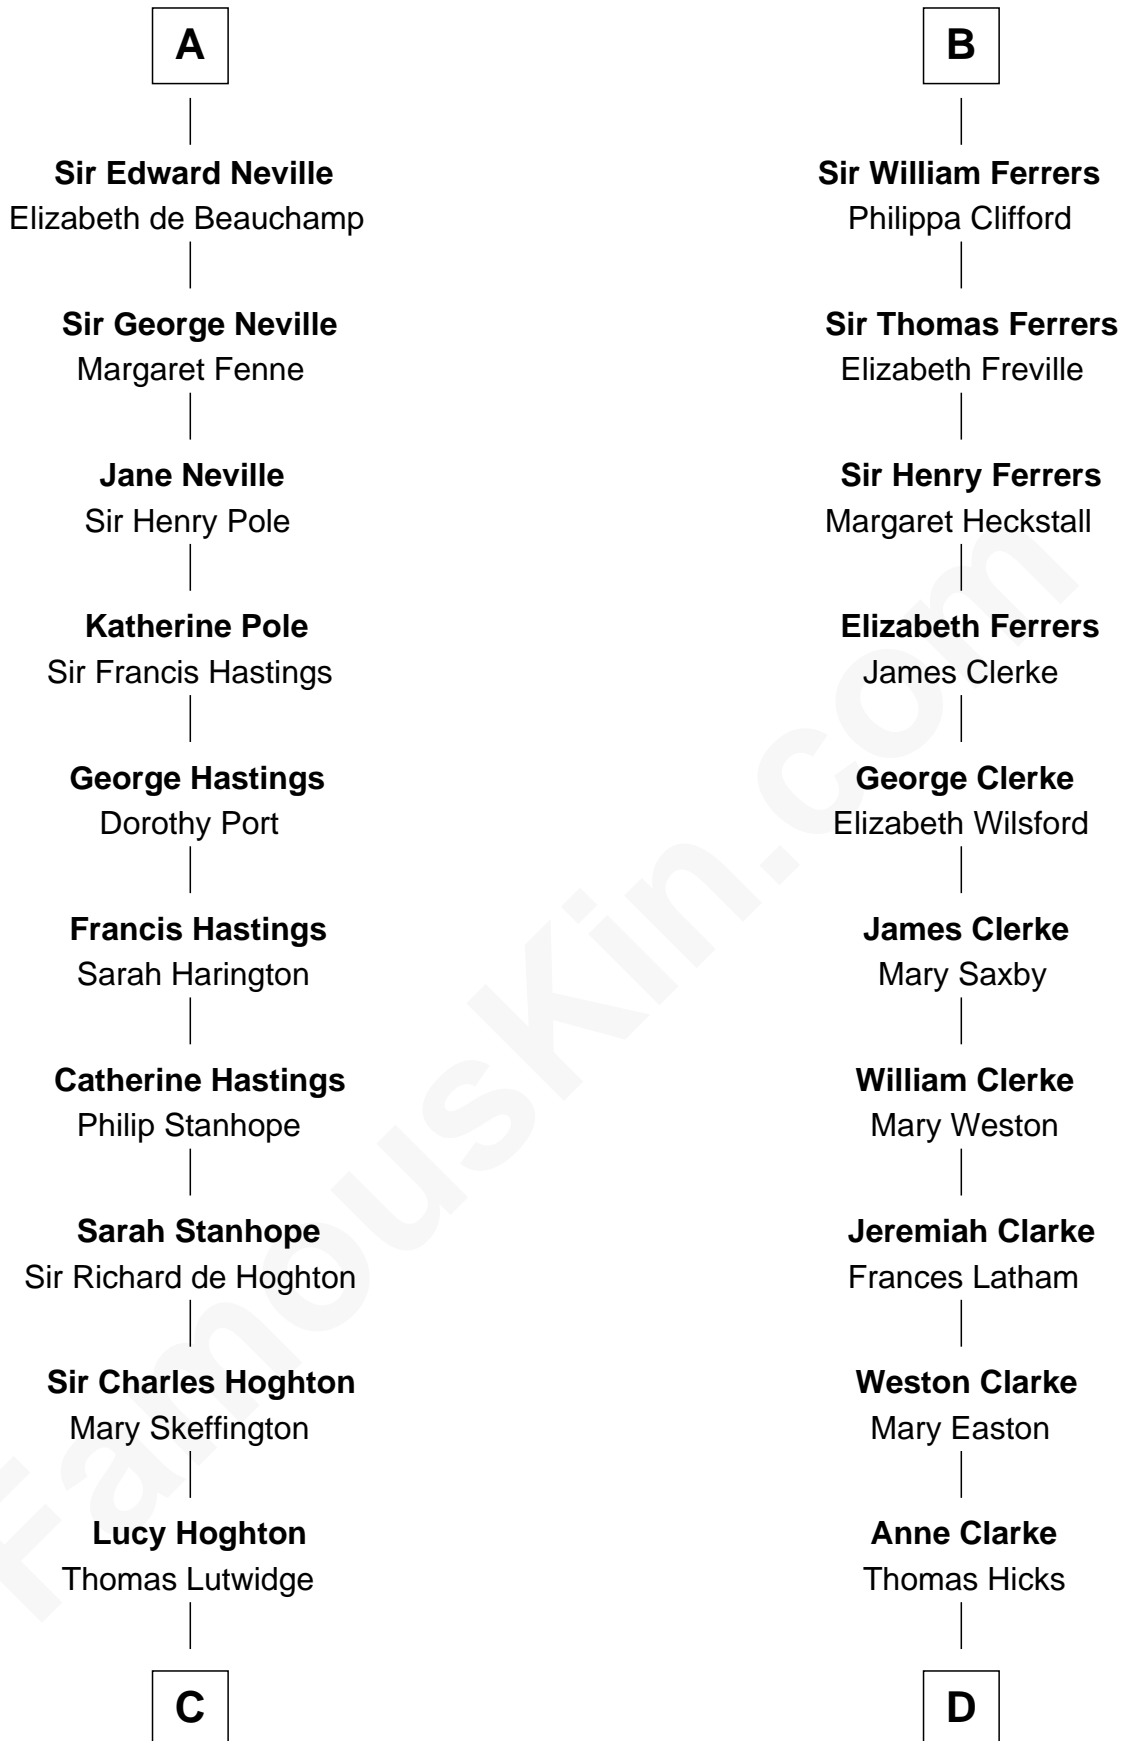 A
Sir Edward Neville
Elizabeth de Beauchamp
Sir George Neville
Margaret Fenne
Jane Neville
Sir Henry Pole
Katherine Pole
Sir Francis Hastings
George Hastings
Dorothy Port
Francis Hastings
Sarah Harington
Catherine Hastings
Philip Stanhope
Sarah Stanhope
Sir Richard de Hoghton
Sir Charles Hoghton
Mary Skeffington
Lucy Hoghton
Thomas Lutwidge
C
B
Sir William Ferrers
Philippa Clifford
Sir Thomas Ferrers
Elizabeth Freville
Sir Henry Ferrers
Margaret Heckstall
Elizabeth Ferrers
James Clerke
George Clerke
Elizabeth Wilsford
James Clerke
Mary Saxby
William Clerke
Mary Weston
Jeremiah Clarke
Frances Latham
Weston Clarke
Mary Easton
Anne Clarke
Thomas Hicks
D
FamousKin.com